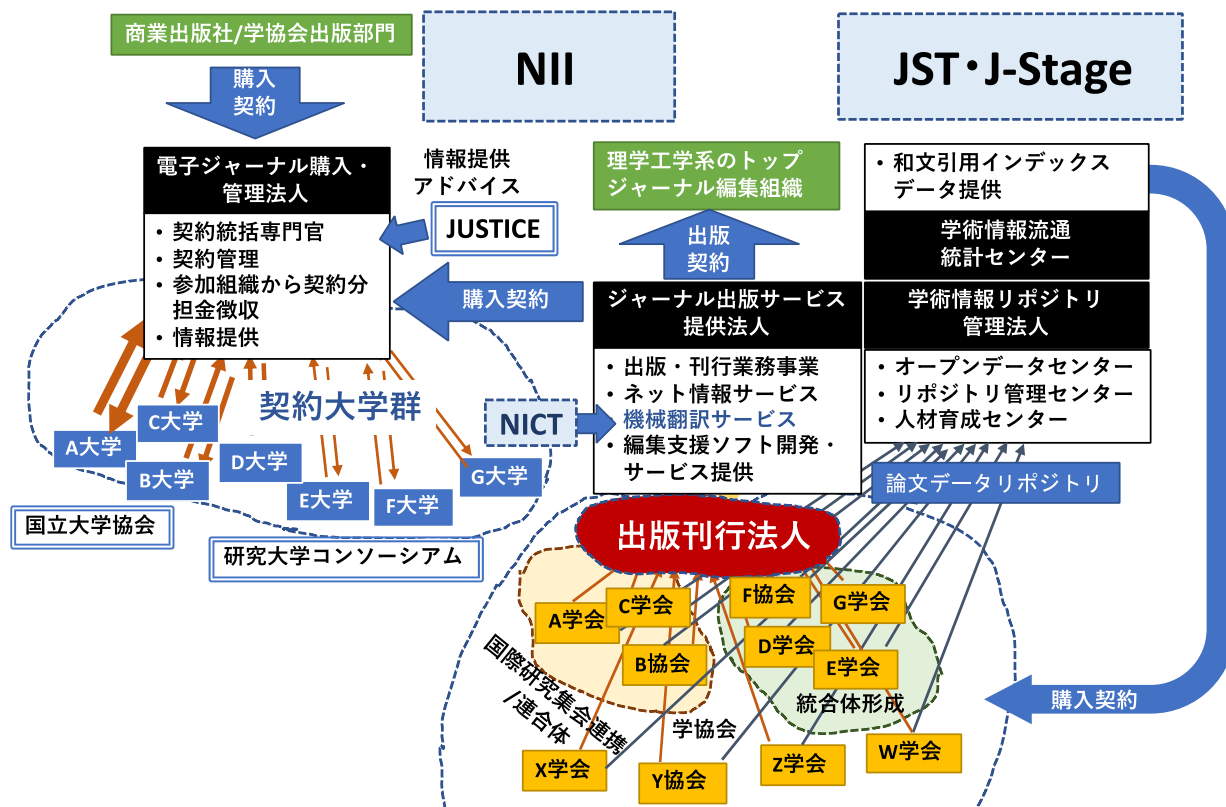 商業出版社/学協会出版部門
NII
JST・J-Stage
購入
契約
電子ジャーナル購入・
管理法人
・契約統括専門官
・契約管理
・参加組織から契約分
担金徴収
・情報提供
情報提供
アドバイス
JUSTICE
購入契約
理学工学系のトップ
ジャーナル編集組織
出版
契約
ジャーナル出版サービス
提供法人
・出版・刊行業務事業
・ネット情報サービス
機械翻訳サービス
・編集支援ソフト開発・
サービス提供
NICT
・和文引用インデックス
データ提供
学術情報流通
統計センター
学術情報リポジトリ
管理法人
・オープンデータセンター
・リポジトリ管理センター
・人材育成センター
論文データリポジトリ
契約大学群
A大学
C大学
B大学
D大学
E大学
F大学
G大学
国立大学協会
研究大学コンソーシアム
出版刊行法人
A学会
C学会
B協会
F協会
G学会
D学会
E学会
統合体形成
国際研究集会連携
/連合体
学協会
X学会
Y協会
Z学会
W学会
購入契約